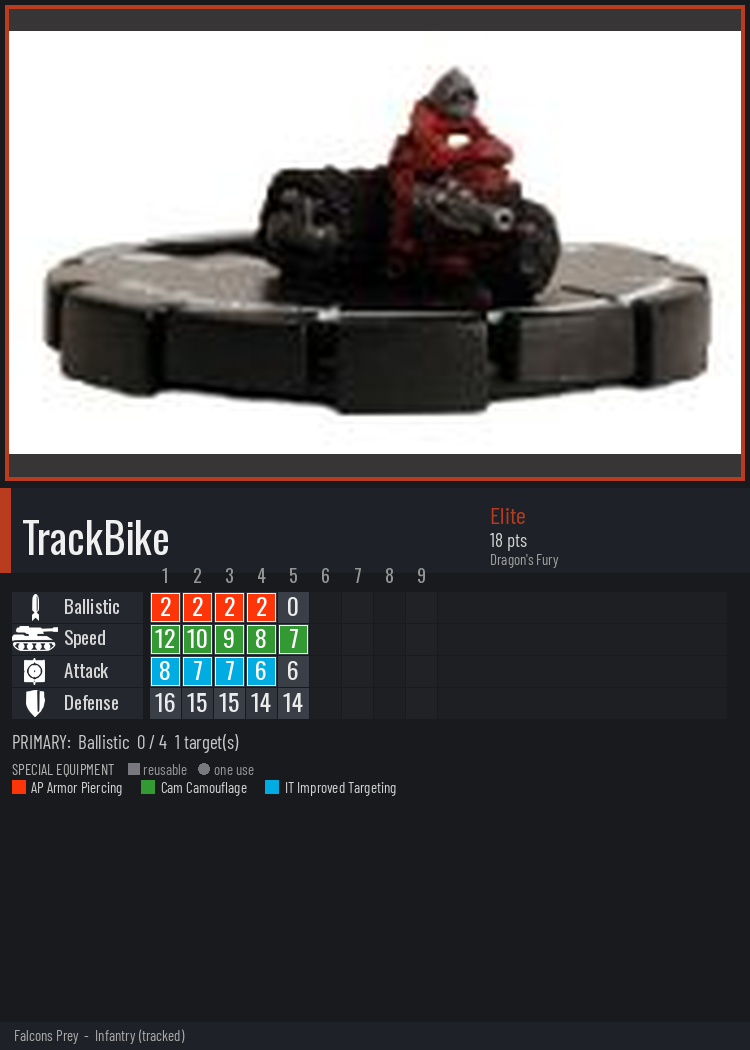 TrackBike
Elite
18 pts
Dragon's Fury
1 2 3 4 5 6 7 8 9
Ballistic 2 2 2 2 0
Speed 12 10 9 8 7
Attack 8 7 7 6 6
Defense 16 15 15 14 14
PRIMARY: Ballistic 0 / 4 1 target(s)
SPECIAL EQUIPMENT reusable one use
AP Armor Piercing Cam Camouflage IT Improved Targeting
Falcons Prey - Infantry (tracked)